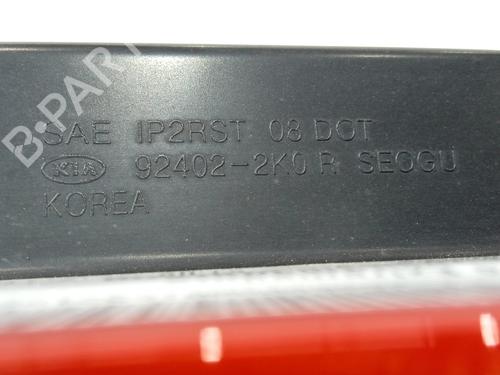 B-PARTS
SAE IP2RST 08 DOT
KIA 92402-2K0 R SEOGU
KOREA